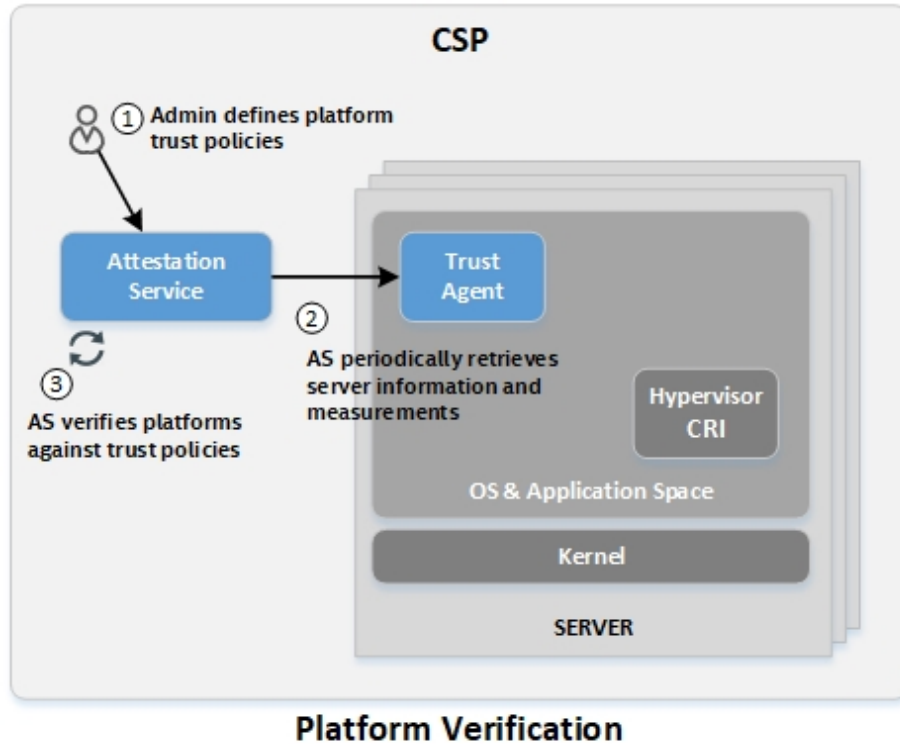 CSP
1 Admin defines platform
trust policies
Attestation
Service
Trust
Agent
2
AS periodically retrieves
server information and
measurements
3
AS verifies platforms
against trust policies
Hypervisor
CRI
OS & Application Space
Kernel
SERVER
Platform Verification